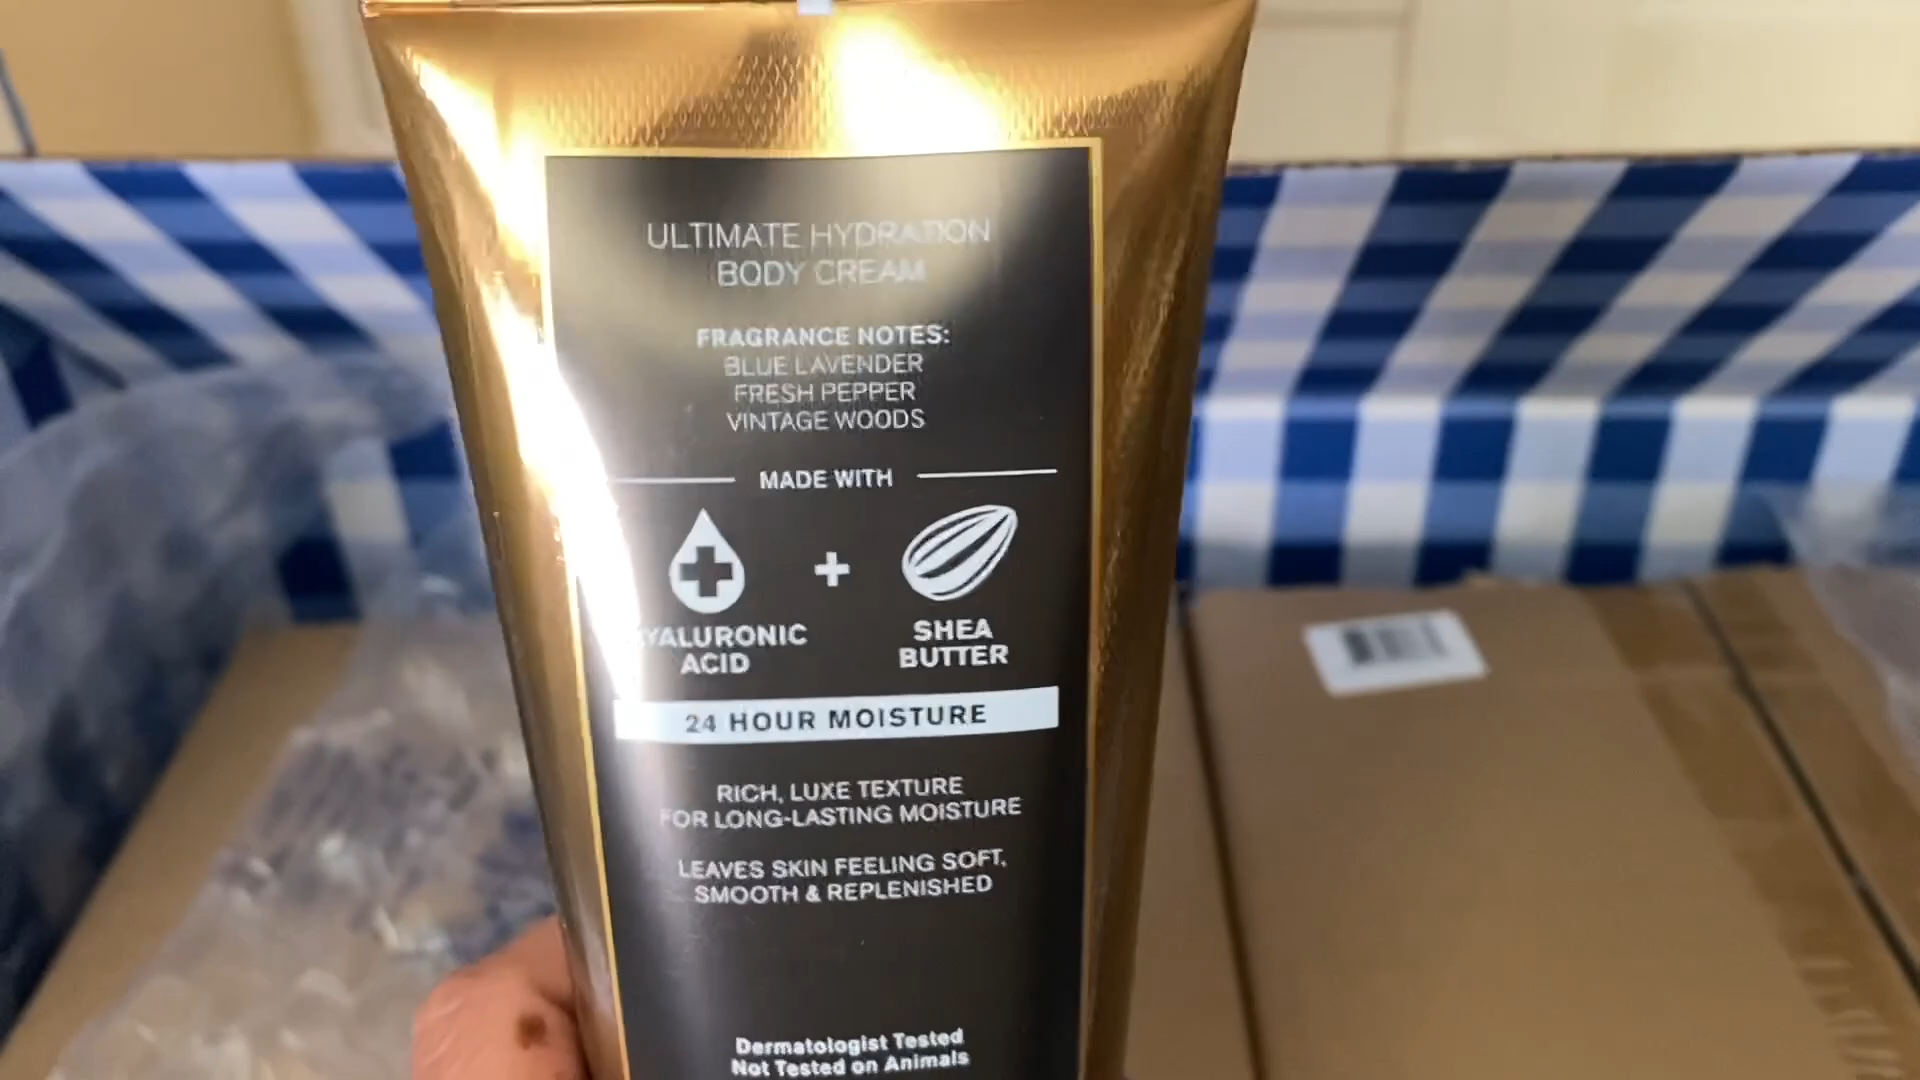 ULTIMATE HYDRATION
BODY CREAM
FRAGRANCE NOTES:
BLUE LAVENDER
FRESH PEPPER
VINTAGE WOODS
MADE WITH
+
HYALURONIC
ACID
SHEA
BUTTER
24 HOUR MOISTURE
RICH, LUXE TEXTURE
FOR LONG-LASTING MOISTURE
LEAVES SKIN FEELING SOFT,
SMOOTH & REPLENISHED
Dermatologist Tested
Not Tested on Animals